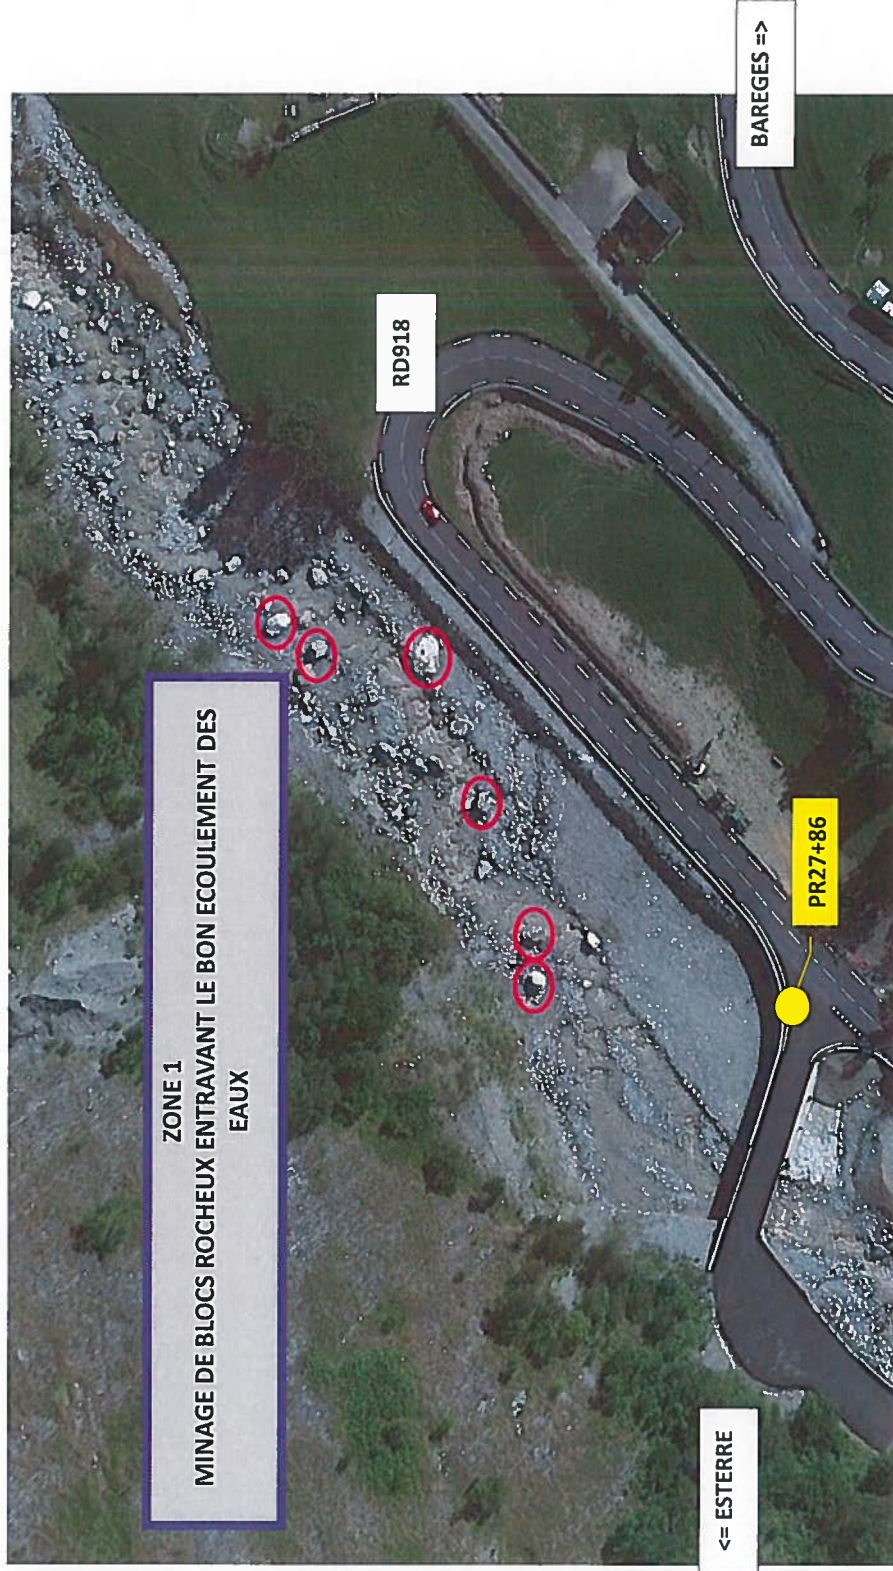 ZONE 1
MINAGE DE BLOCS ROCHEUX ENTRAVANT LE BON ECOULEMENT DES
EAUX
RD918
BAREGES =>
PR27+86
<= ESTERRE